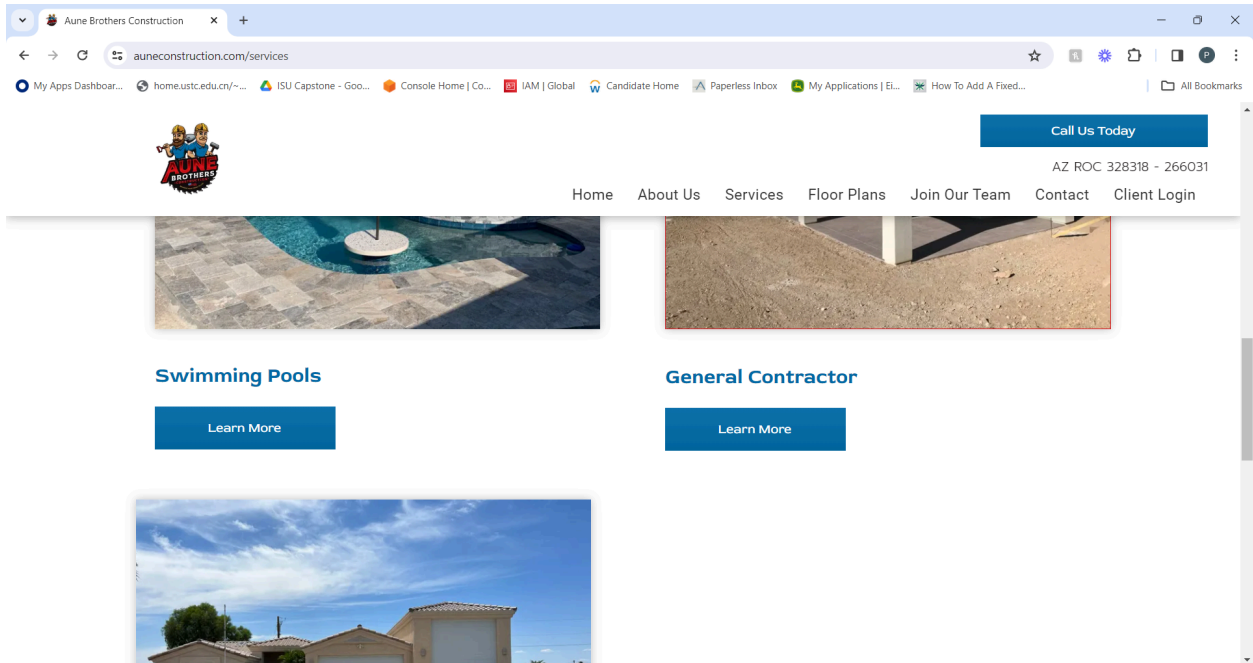 Aune Brothers Construction
auneconstruction.com/services
P
My Apps Dashboar...
home.ustc.edu.cn/~...
ISU Capstone - Goo...
Console Home | Co...
IAM | Global
Candidate Home
Paperless Inbox
My Applications | Ei...
How To Add A Fixed...
All Bookmarks
AUNE
BROTHERS
Call Us Today
AZ ROC 328318 - 266031
Home About Us Services Floor Plans Join Our Team Contact Client Login
Swimming Pools
General Contractor
Learn More
Learn More